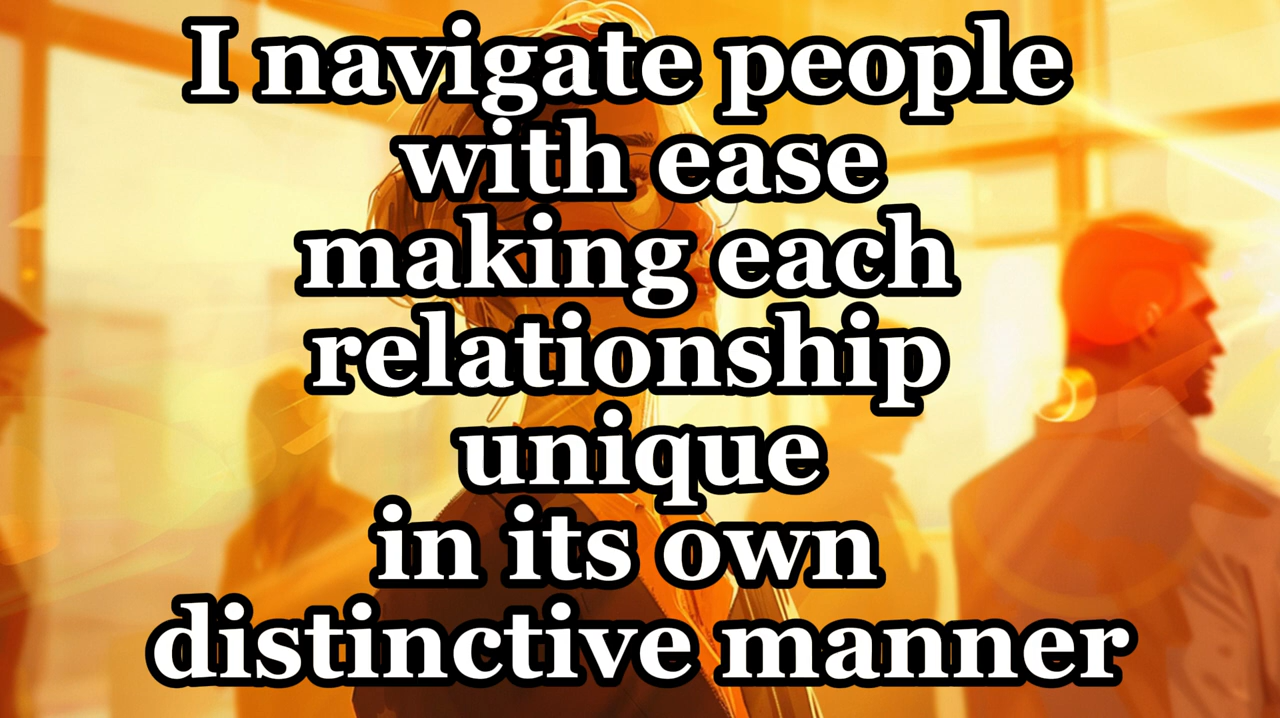 I navigate people
with ease
making each
relationship
unique
in its own
distinctive manner